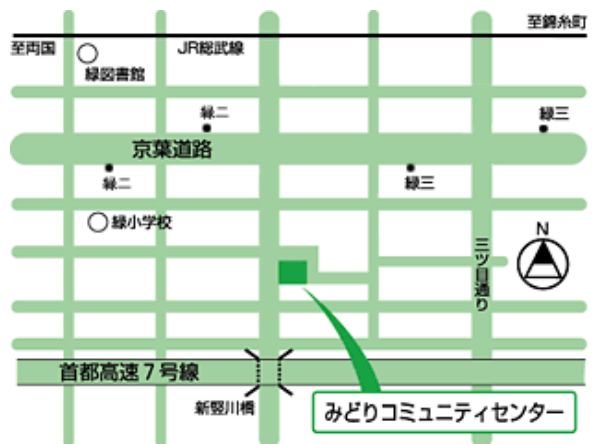 至錦糸町
至両国
JR総武線
緑図書館
緑二
緑三
京葉道路
緑二
緑三
緑小学校
N
三ツ目通り
首都高速7号線
新竪川橋
みどりコミュニティセンター